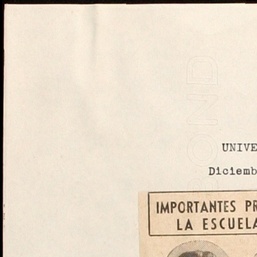 UNIVE
Diciemb
IMPORTANTES PR
LA ESCUELA